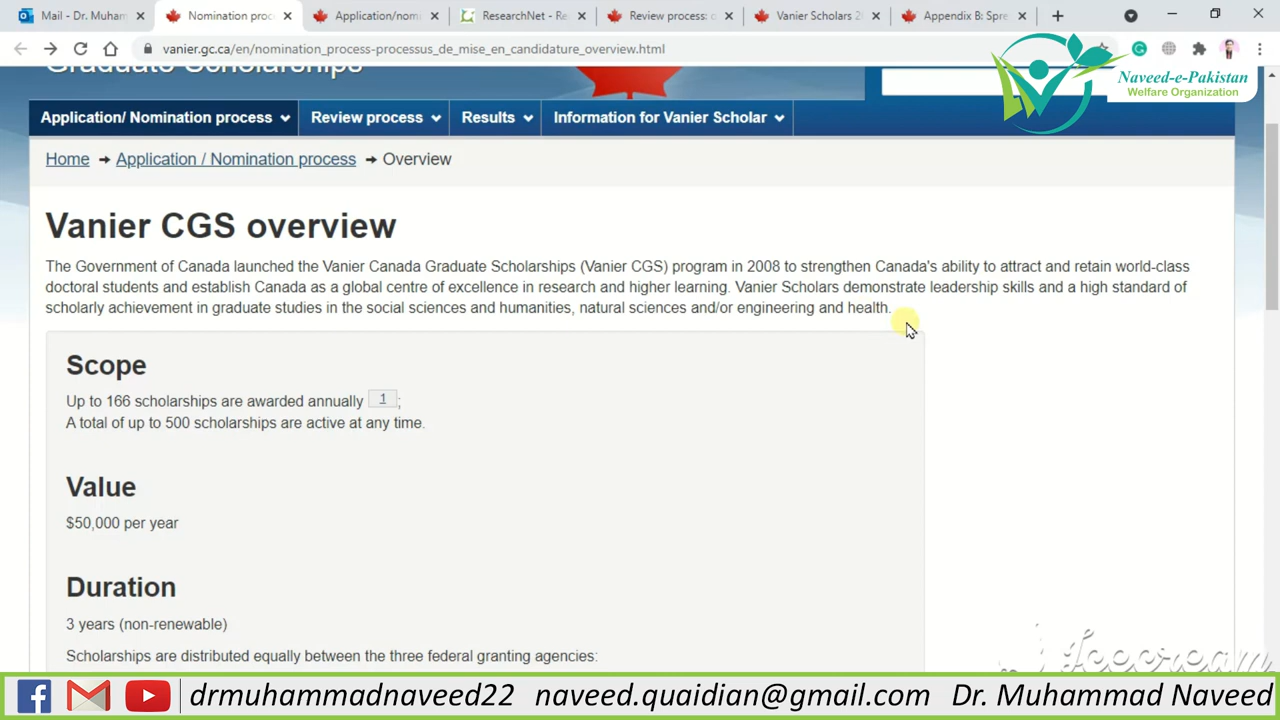 Mail - Dr. Muham
Nomination proc
Application/nomi
ResearchNet - Re
Review process: o
Vanier Scholars 2
Appendix B: Spre
vanier.gc.ca/en/nomination_process-processus_de_mise_en_candidature_overview.html
Graduate Scholarships
Naveed-e-Pakistan
Welfare Organization
Application/ Nomination process
Review process
Results
Information for Vanier Scholar
Home ➔ Application / Nomination process ➔ Overview
Vanier CGS overview
The Government of Canada launched the Vanier Canada Graduate Scholarships (Vanier CGS) program in 2008 to strengthen Canada's ability to attract and retain world-class
doctoral students and establish Canada as a global centre of excellence in research and higher learning. Vanier Scholars demonstrate leadership skills and a high standard of
scholarly achievement in graduate studies in the social sciences and humanities, natural sciences and/or engineering and health.
Scope
Up to 166 scholarships are awarded annually 1;
A total of up to 500 scholarships are active at any time.
Value
$50,000 per year
Duration
3 years (non-renewable)
Scholarships are distributed equally between the three federal granting agencies:
Icecream
drmuhammadnaveed22 naveed.quaidian@gmail.com Dr. Muhammad Naveed